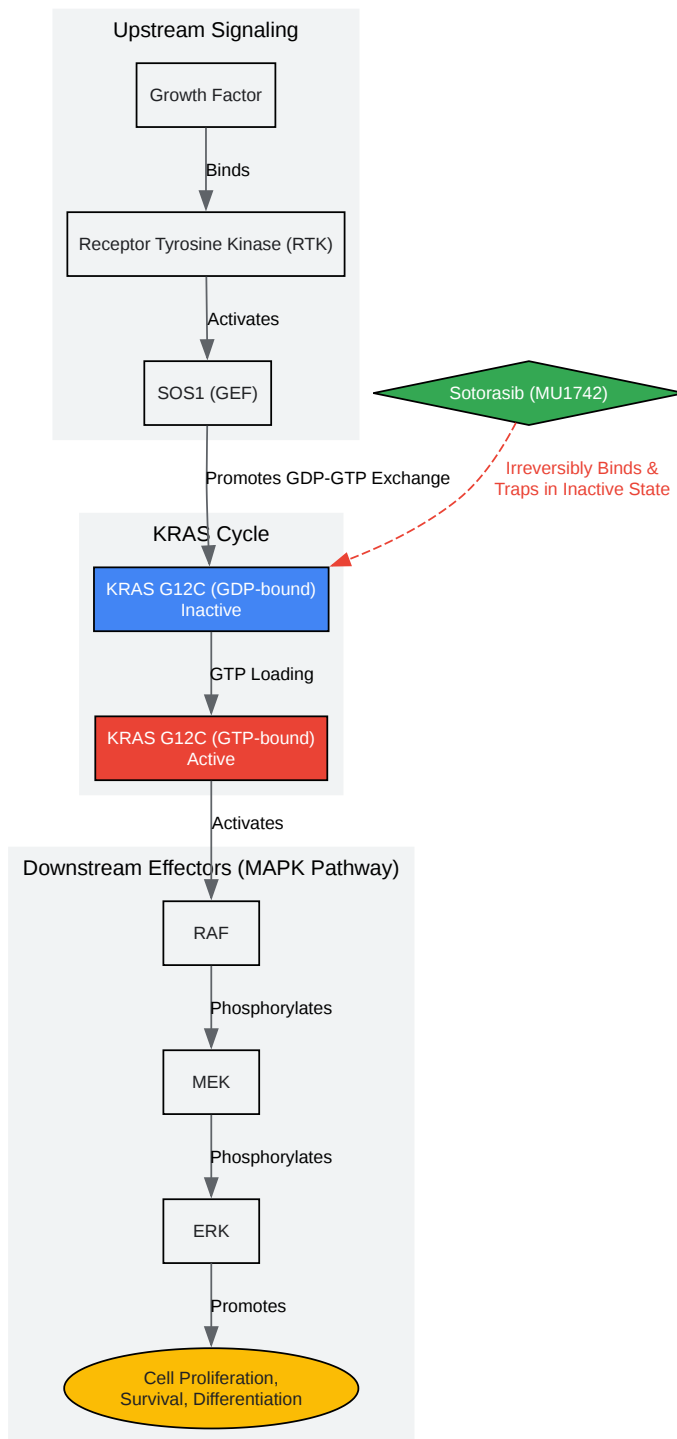 Upstream Signaling
Growth Factor
Binds
Receptor Tyrosine Kinase (RTK)
Activates
SOS1 (GEF)
Sotorasib (MU1742)
Promotes GDP-GTP Exchange
Irreversibly Binds &
Traps in Inactive State
KRAS Cycle
KRAS G12C (GDP-bound)
Inactive
GTP Loading
KRAS G12C (GTP-bound)
Active
Activates
Downstream Effectors (MAPK Pathway)
RAF
Phosphorylates
MEK
Phosphorylates
ERK
Promotes
Cell Proliferation,
Survival, Differentiation